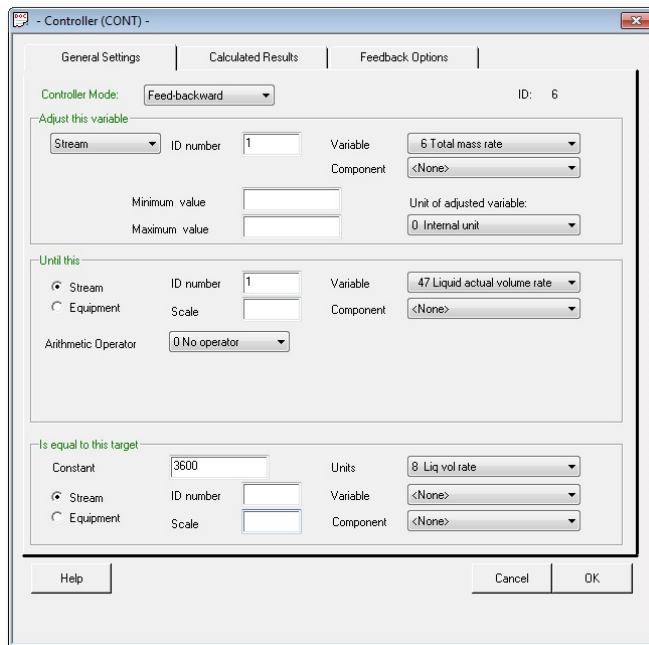 - Controller (CONT) -
General Settings Calculated Results Feedback Options
Controller Mode: Feed-backward ID: 6
Adjust this variable
Stream ID number 1 Variable 6 Total mass rate
Component <None>
Minimum value Unit of adjusted variable:
Maximum value 0 Internal unit
Until this
Stream ID number 1 Variable 47 Liquid actual volume rate
Equipment Scale Component <None>
Arithmetic Operator 0 No operator
Is equal to this target
Constant 3600 Units 8 Liq vol rate
Stream ID number Variable <None>
Equipment Scale Component <None>
Help Cancel OK